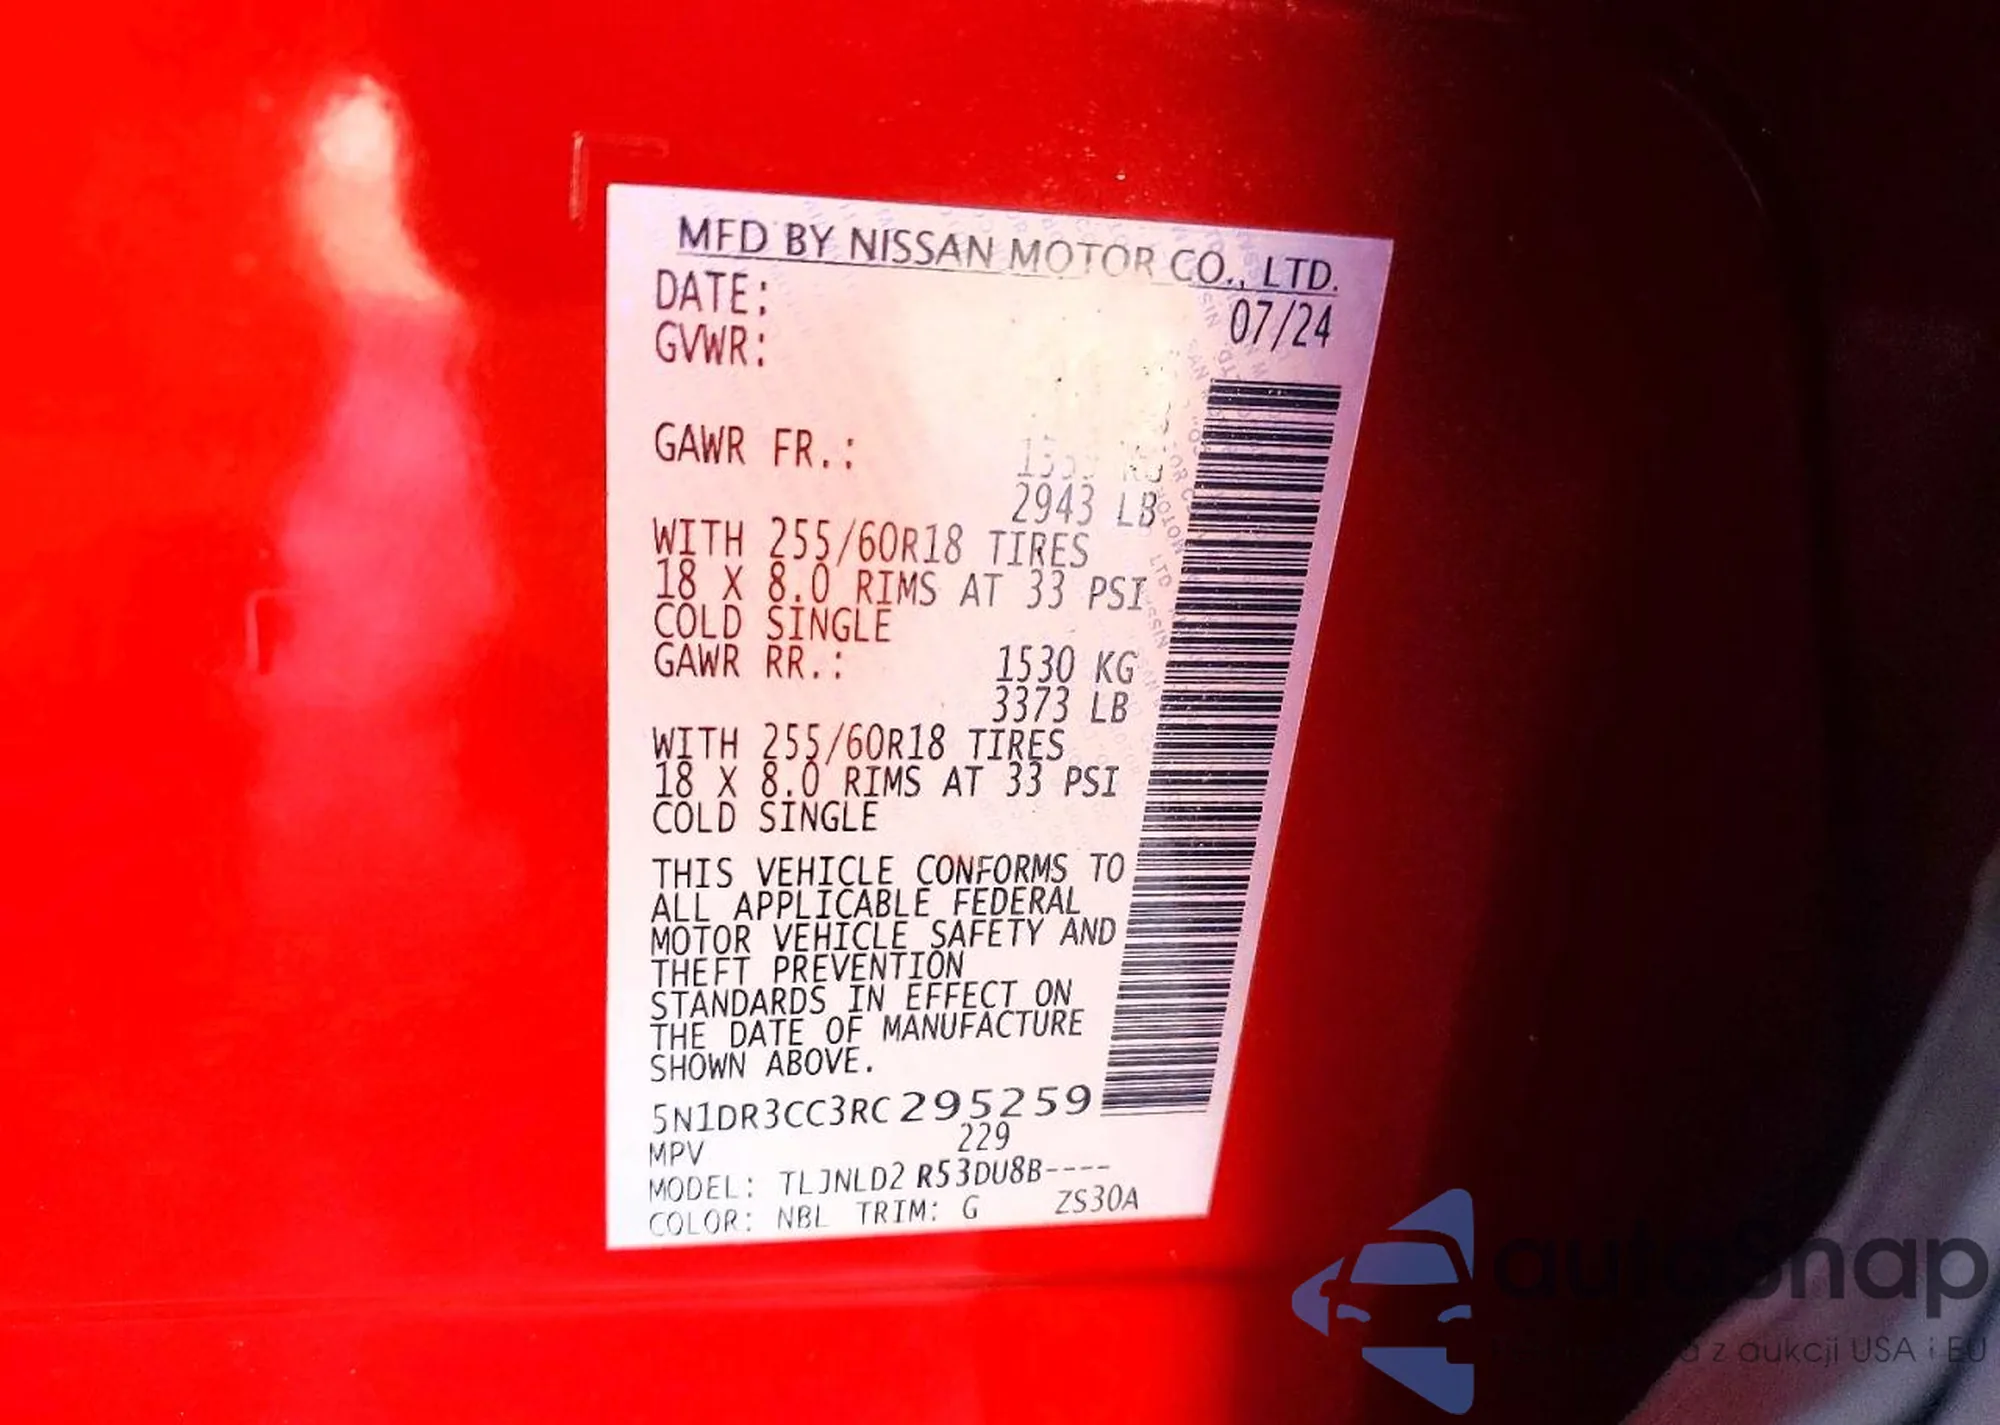 MFD BY NISSAN MOTOR CO., LTD.
DATE: 07/24
GVWR:
GAWR FR.:
2943 LB
WITH 255/60R18 TIRES
18 X 8.0 RIMS AT 33 PSI
COLD SINGLE
GAWR RR.: 1530 KG
3373 LB
WITH 255/60R18 TIRES
18 X 8.0 RIMS AT 33 PSI
COLD SINGLE
THIS VEHICLE CONFORMS TO
ALL APPLICABLE FEDERAL
MOTOR VEHICLE SAFETY AND
THEFT PREVENTION
STANDARDS IN EFFECT ON
THE DATE OF MANUFACTURE
SHOWN ABOVE.
5N1DR3CC3RC295259
MPV 229
MODEL: TLJNLD2 R53DU8B----
COLOR: NBL TRIM: G ZS30A
autoSnap
z aukcji USA i EU